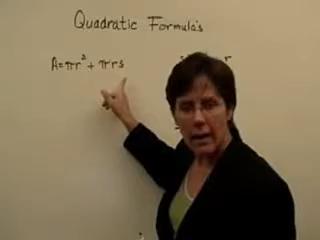 Quadratic Formula's
A=πr² + πrs
r